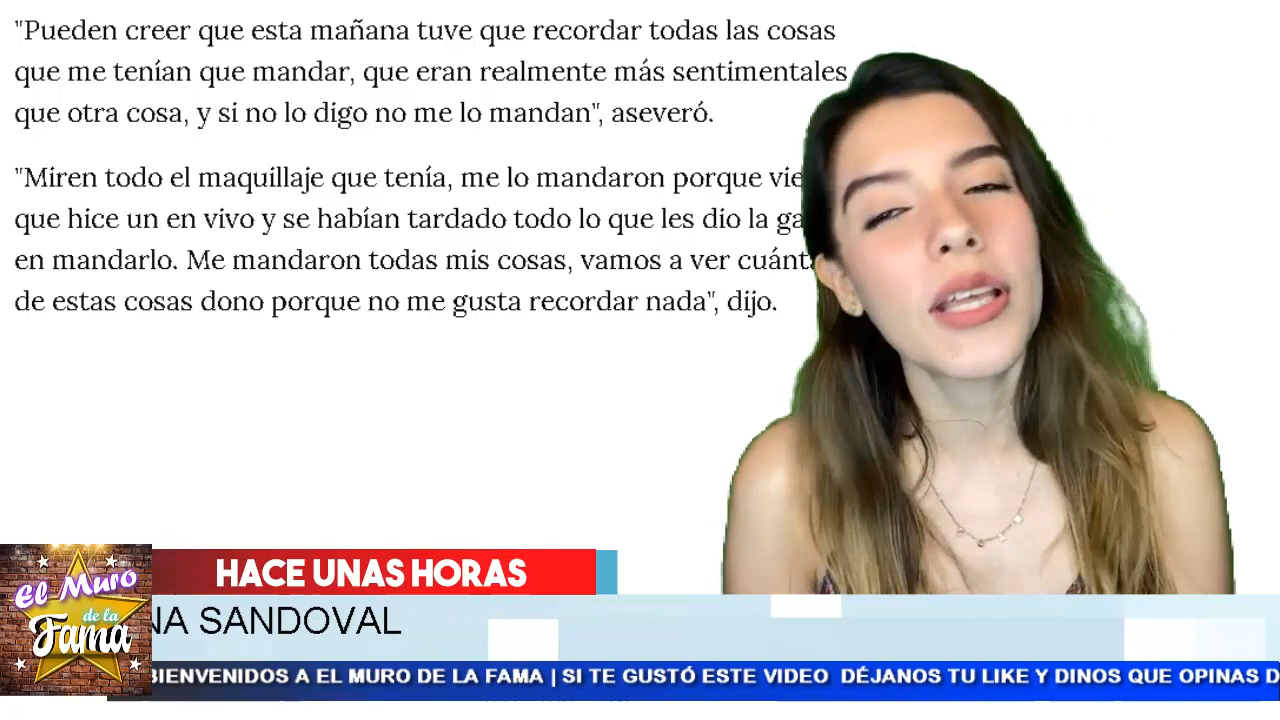 "Pueden creer que esta mañana tuve que recordar todas las cosas
que me tenían que mandar, que eran realmente más sentimentales
que otra cosa, y si no lo digo no me lo mandan", aseveró.
"Miren todo el maquillaje que tenía, me lo mandaron porque
que hice un en vivo y se habían tardado todo lo que les dio la
en mandarlo. Me mandaron todas mis cosas, vamos a ver
de estas cosas dono porque no me gusta recordar nada", dijo.
HACE UNAS HORAS
El Muro
de la
Fama
NA SANDOVAL
BIENVENIDOS A EL MURO DE LA FAMA | SI TE GUSTÓ ESTE VIDEO DÉJANOS TU LIKE Y DINOS QUE OPINAS D